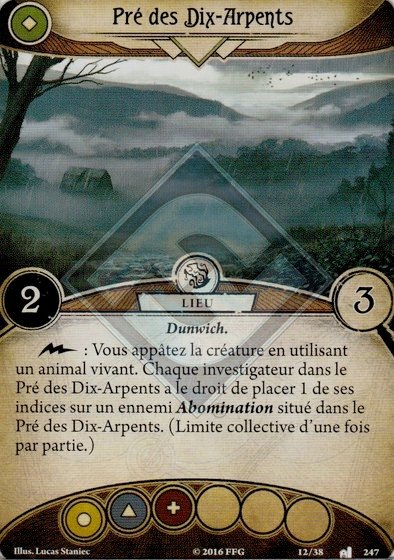 Pré des Dix-Arpents
2
LIEU
3
Dunwich.
: Vous appâtez la créature en utilisant
un animal vivant. Chaque investigateur dans le
Pré des Dix-Arpents a le droit de placer 1 de ses
indices sur un ennemi Abomination situé dans le
Pré des Dix-Arpents. (Limite collective d'une fois
par partie.)
Illus. Lucas Staniec © 2016 FFG 12/38 247